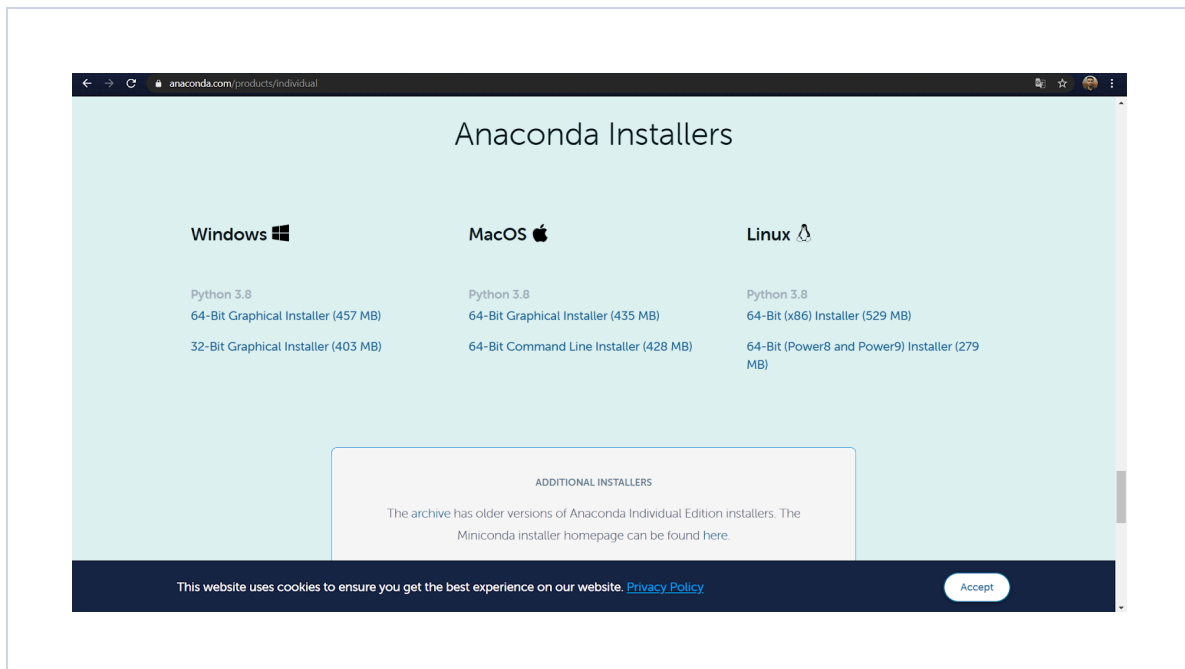 anaconda.com/products/individual
Anaconda Installers
Windows
Python 3.8
64-Bit Graphical Installer (457 MB)
32-Bit Graphical Installer (403 MB)
MacOS
Python 3.8
64-Bit Graphical Installer (435 MB)
64-Bit Command Line Installer (428 MB)
Linux
Python 3.8
64-Bit (x86) Installer (529 MB)
64-Bit (Power8 and Power9) Installer (279
MB)
ADDITIONAL INSTALLERS
The archive has older versions of Anaconda Individual Edition installers. The
Miniconda installer homepage can be found here.
This website uses cookies to ensure you get the best experience on our website. Privacy Policy
Accept